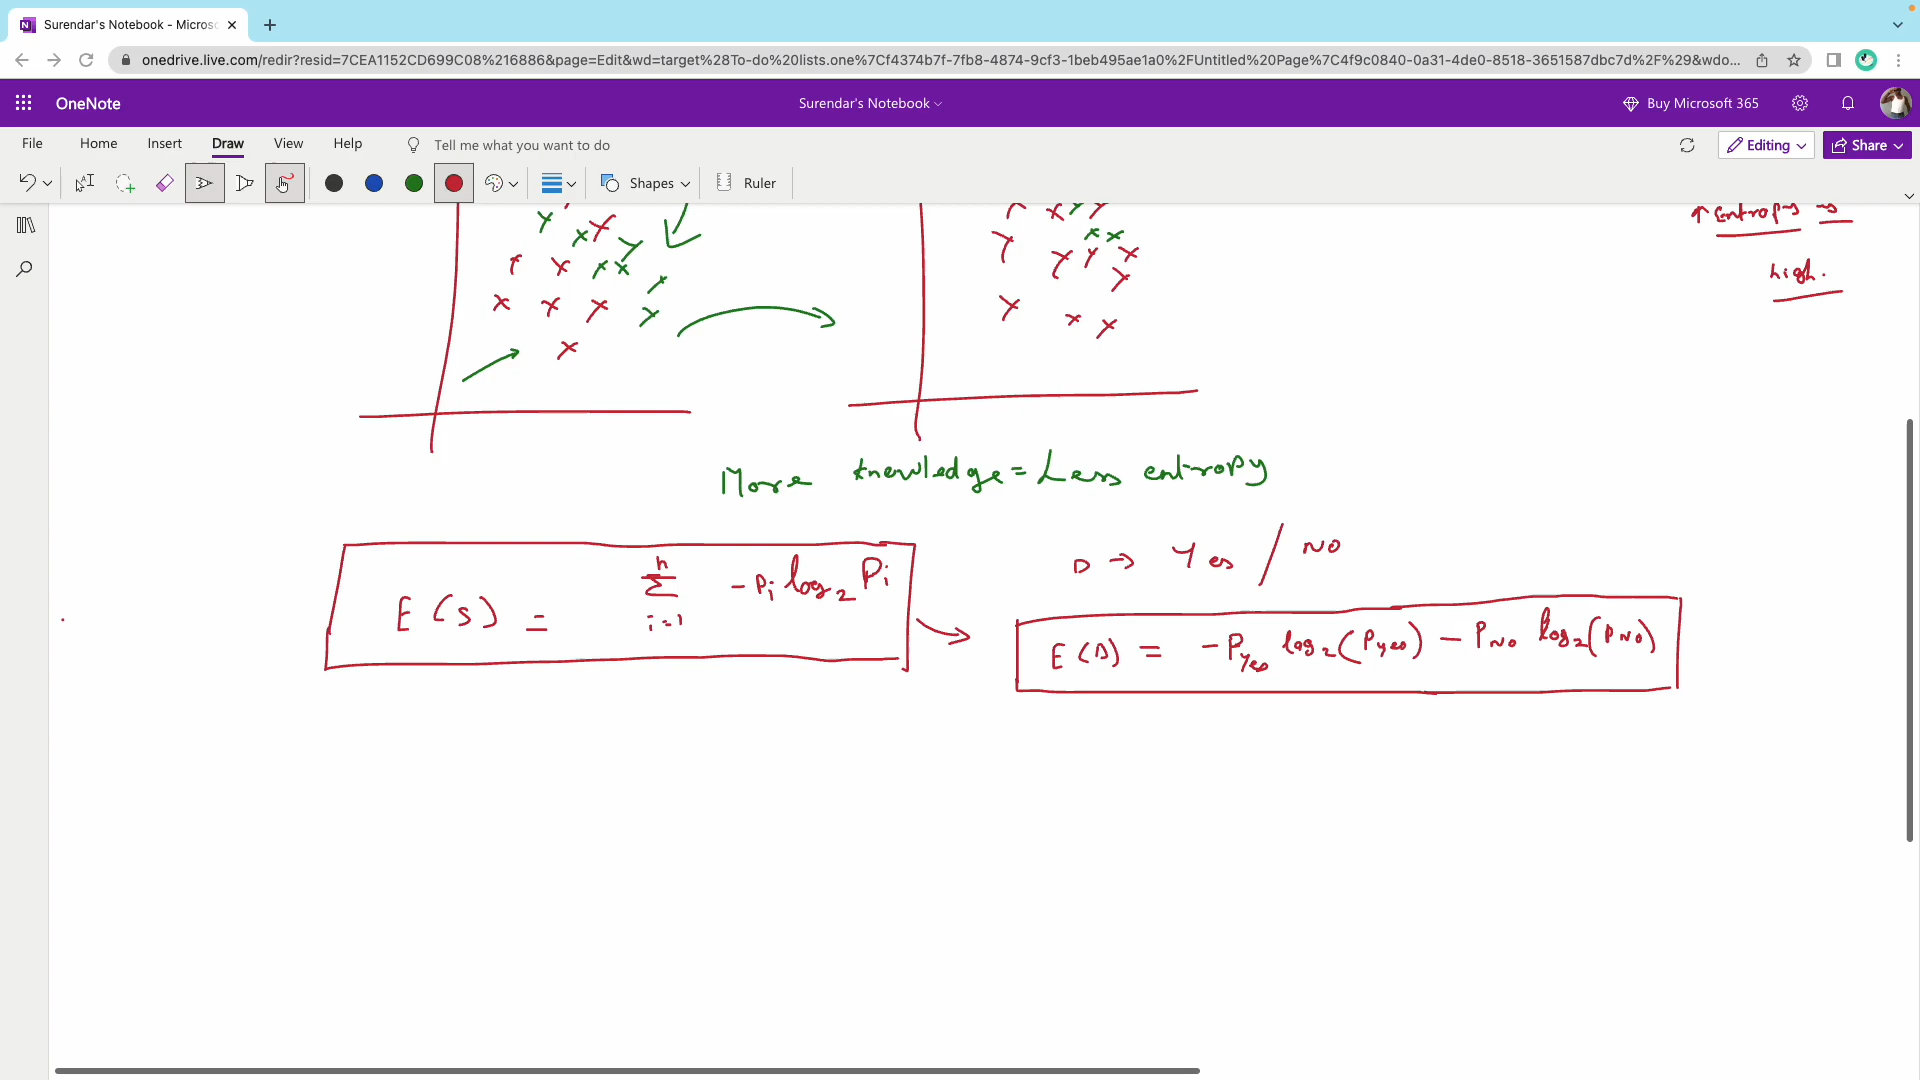 Surendar's Notebook - Micros
onedrive.live.com/redir?resid=7CEA1152CD699C08%216886&page=Edit&wd=target%28To-do%20lists.one%7Cf4374b7f-7fb8-4874-9cf3-1beb495ae1a0%2FUntitled%20Page%7C4f9c0840-0a31-4de0-8518-3651587dbc7d%2F%29&wdo...
OneNote
Surendar's Notebook
Buy Microsoft 365
File Home Insert Draw View Help Tell me what you want to do
Editing Share
Shapes Ruler
↑ Entropy is
high.
More knowledge = Less entropy
D → Yes / NO
E(S) = n Σ i=1 -Pi log2 Pi
E(D) = -Pyes log2(Pyes) - PNO log2(PNO)